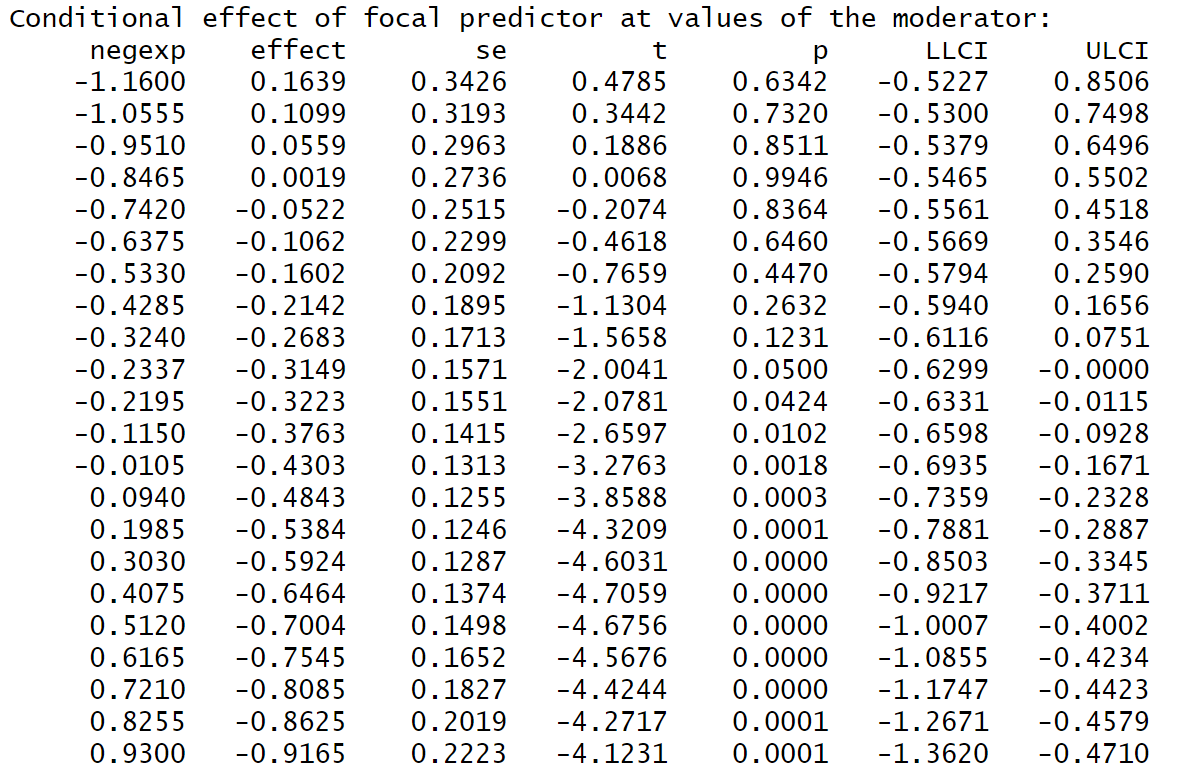 Conditional effect of focal predictor at values of the moderator:
negexp effect se t p LLCI ULCI
-1.1600 0.1639 0.3426 0.4785 0.6342 -0.5227 0.8506
-1.0555 0.1099 0.3193 0.3442 0.7320 -0.5300 0.7498
-0.9510 0.0559 0.2963 0.1886 0.8511 -0.5379 0.6496
-0.8465 0.0019 0.2736 0.0068 0.9946 -0.5465 0.5502
-0.7420 -0.0522 0.2515 -0.2074 0.8364 -0.5561 0.4518
-0.6375 -0.1062 0.2299 -0.4618 0.6460 -0.5669 0.3546
-0.5330 -0.1602 0.2092 -0.7659 0.4470 -0.5794 0.2590
-0.4285 -0.2142 0.1895 -1.1304 0.2632 -0.5940 0.1656
-0.3240 -0.2683 0.1713 -1.5658 0.1231 -0.6116 0.0751
-0.2337 -0.3149 0.1571 -2.0041 0.0500 -0.6299 -0.0000
-0.2195 -0.3223 0.1551 -2.0781 0.0424 -0.6331 -0.0115
-0.1150 -0.3763 0.1415 -2.6597 0.0102 -0.6598 -0.0928
-0.0105 -0.4303 0.1313 -3.2763 0.0018 -0.6935 -0.1671
0.0940 -0.4843 0.1255 -3.8588 0.0003 -0.7359 -0.2328
0.1985 -0.5384 0.1246 -4.3209 0.0001 -0.7881 -0.2887
0.3030 -0.5924 0.1287 -4.6031 0.0000 -0.8503 -0.3345
0.4075 -0.6464 0.1374 -4.7059 0.0000 -0.9217 -0.3711
0.5120 -0.7004 0.1498 -4.6756 0.0000 -1.0007 -0.4002
0.6165 -0.7545 0.1652 -4.5676 0.0000 -1.0855 -0.4234
0.7210 -0.8085 0.1827 -4.4244 0.0000 -1.1747 -0.4423
0.8255 -0.8625 0.2019 -4.2717 0.0001 -1.2671 -0.4579
0.9300 -0.9165 0.2223 -4.1231 0.0001 -1.3620 -0.4710